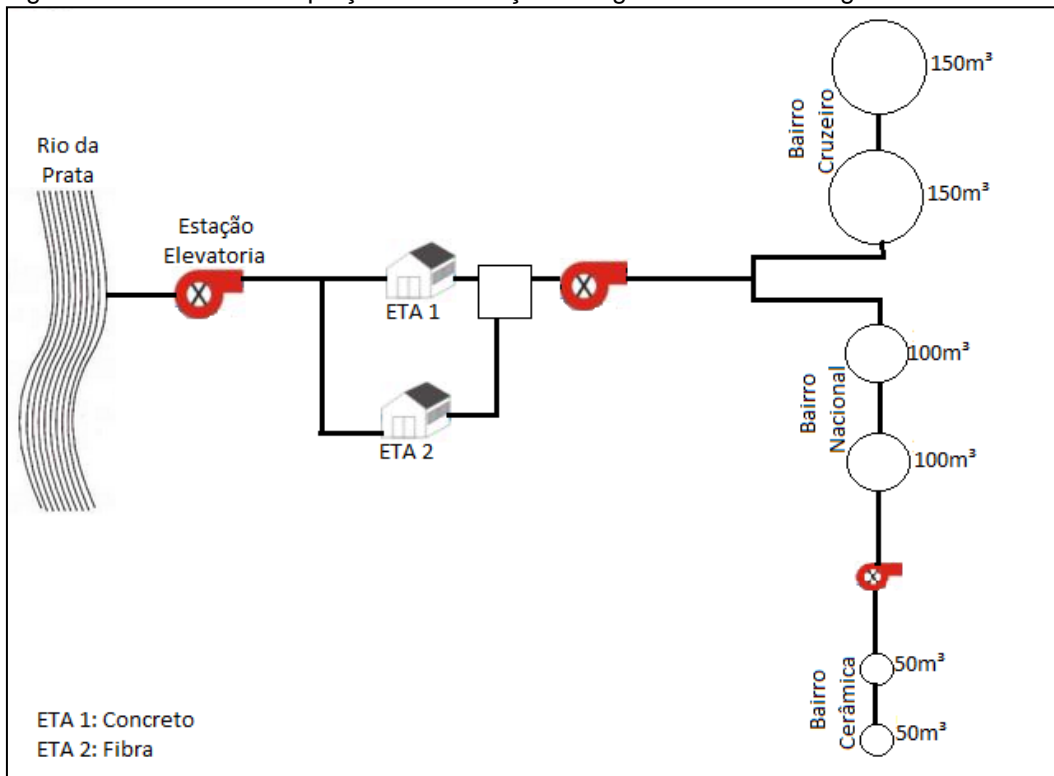 Rio da
Prata
Estação
Elevatoria
ETA 1
ETA 2
150m³
Bairro
Cruzeiro
150m³
100m³
Bairro
Nacional
100m³
50m³
Bairro
Cerâmica
50m³
ETA 1: Concreto
ETA 2: Fibra